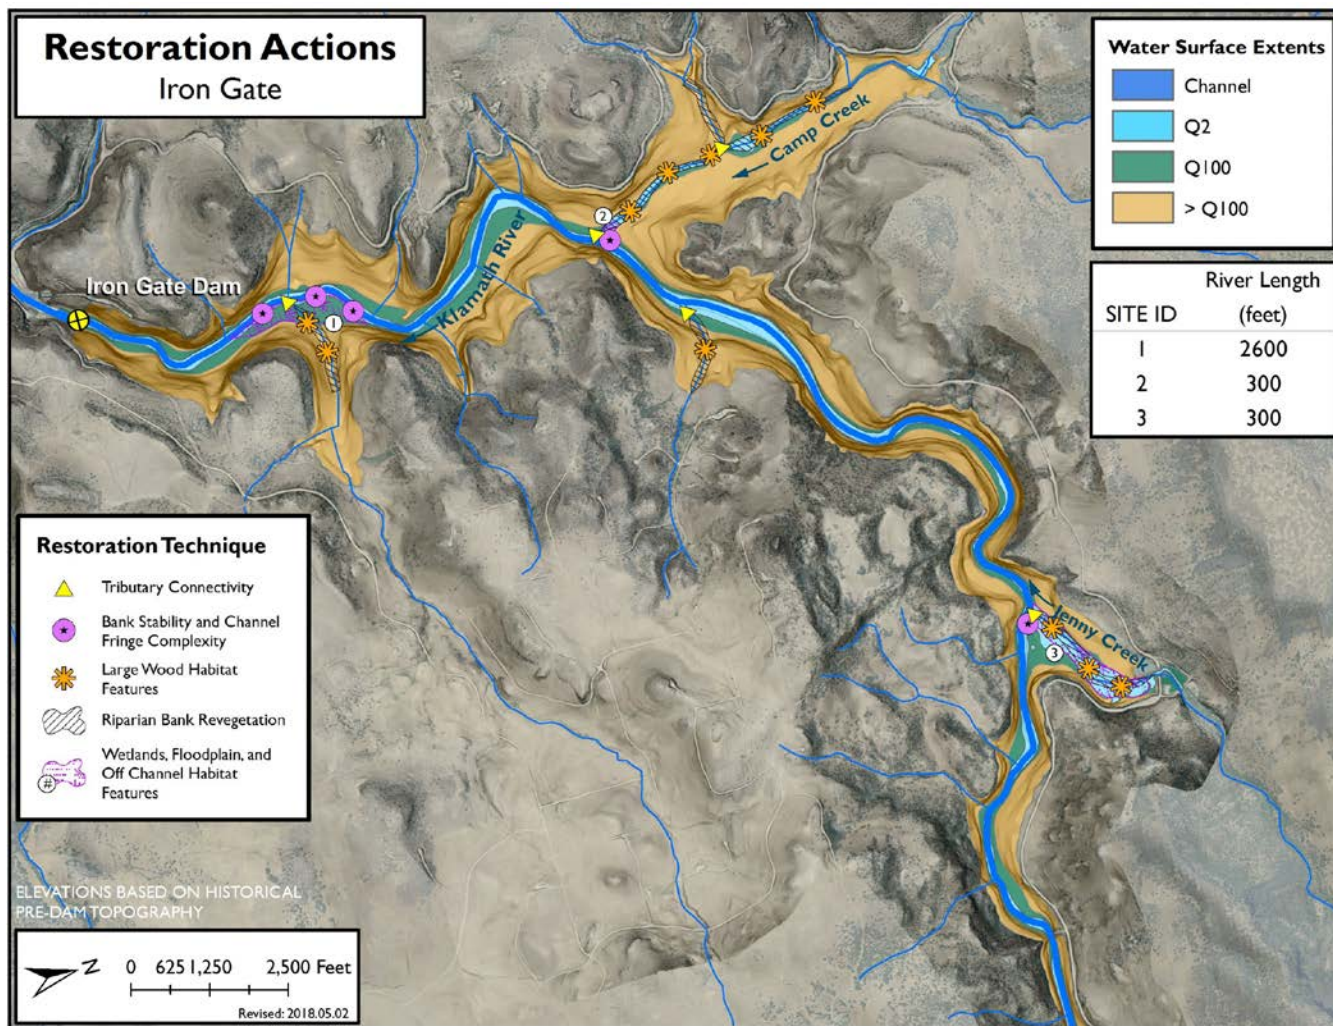 Restoration Actions
Iron Gate
Water Surface Extents
Channel
Q2
Q100
> Q100
River Length
SITE ID (feet)
1 2600
2 300
3 300
Camp Creek
2
Klamath River
Iron Gate Dam
1
Jenny Creek
3
Restoration Technique
Tributary Connectivity
Bank Stability and Channel
Fringe Complexity
Large Wood Habitat
Features
Riparian Bank Revegetation
Wetlands, Floodplain, and
Off Channel Habitat
Features
#
ELEVATIONS BASED ON HISTORICAL
PRE-DAM TOPOGRAPHY
Z 0 625 1,250 2,500 Feet
Revised: 2018.05.02